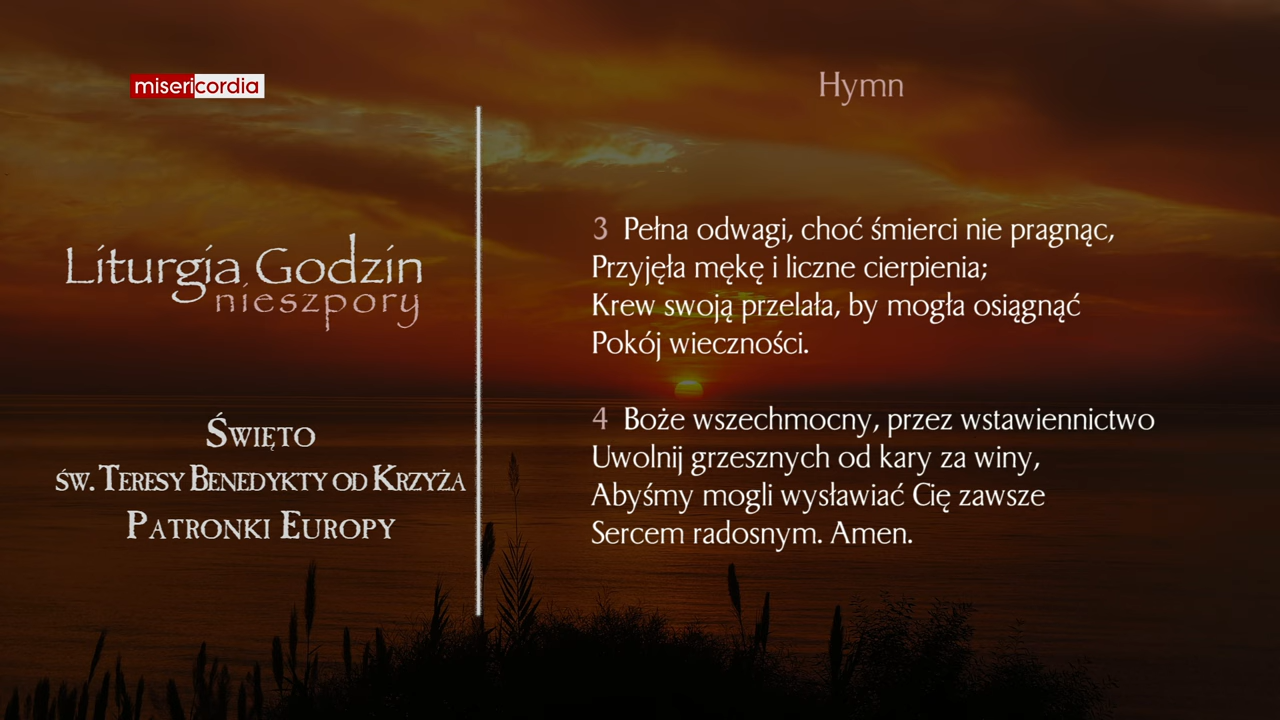 misericordia
Liturgia Godzin
nieszpory
Święto
św. Teresy Benedykty od Krzyża
Patronki Europy
Hymn
3 Pełna odwagi, choć śmierci nie pragnąc,
Przyjęła mękę i liczne cierpienia;
Krew swoją przelała, by mogła osiągnąć
Pokój wieczności.
4 Boże wszechmocny, przez wstawiennictwo
Uwolnij grzesznych od kary za winy,
Abyśmy mogli wysławiać Cię zawsze
Sercem radosnym. Amen.